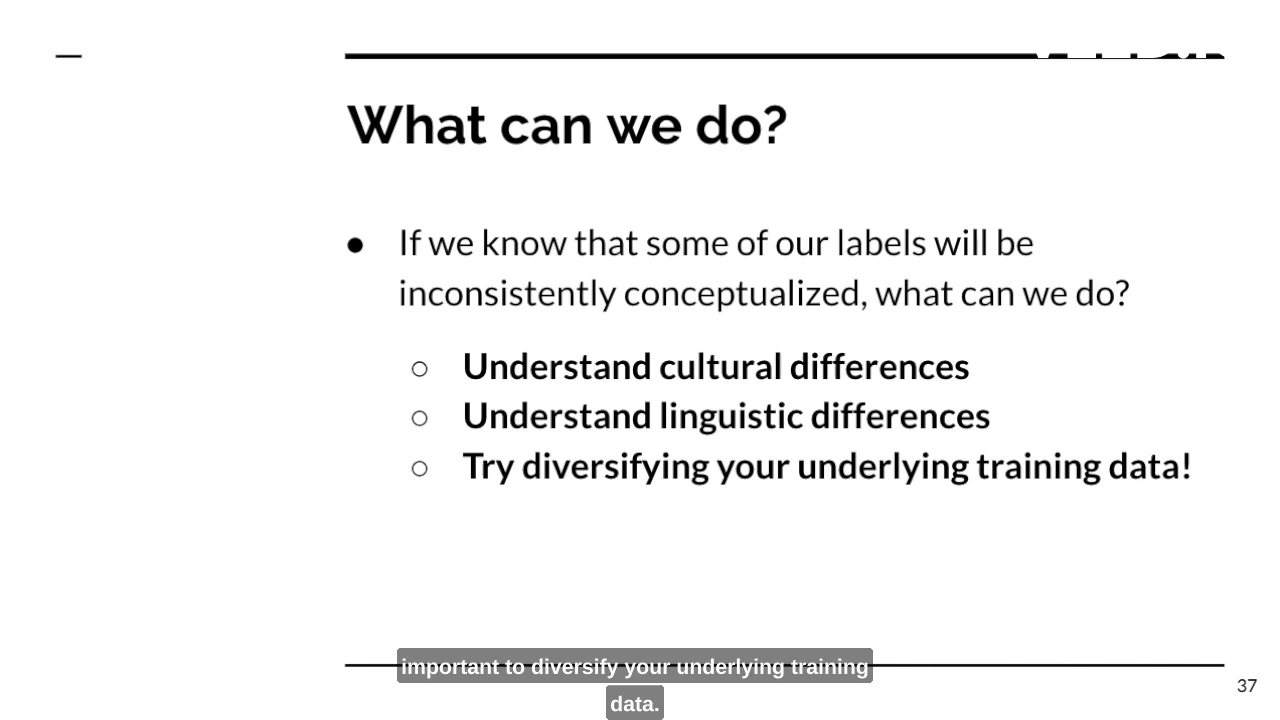 What can we do?
● If we know that some of our labels will be
inconsistently conceptualized, what can we do?
○ Understand cultural differences
○ Understand linguistic differences
○ Try diversifying your underlying training data!
important to diversify your underlying training
data.
37